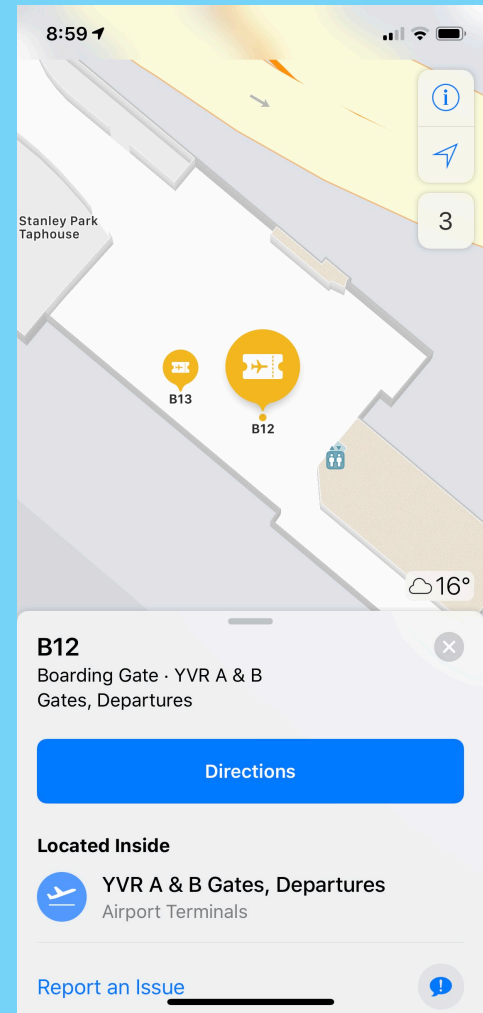 8:59
3
Stanley Park
Taphouse
B13
B12
16°
B12
Boarding Gate · YVR A & B
Gates, Departures
Directions
Located Inside
YVR A & B Gates, Departures
Airport Terminals
Report an Issue